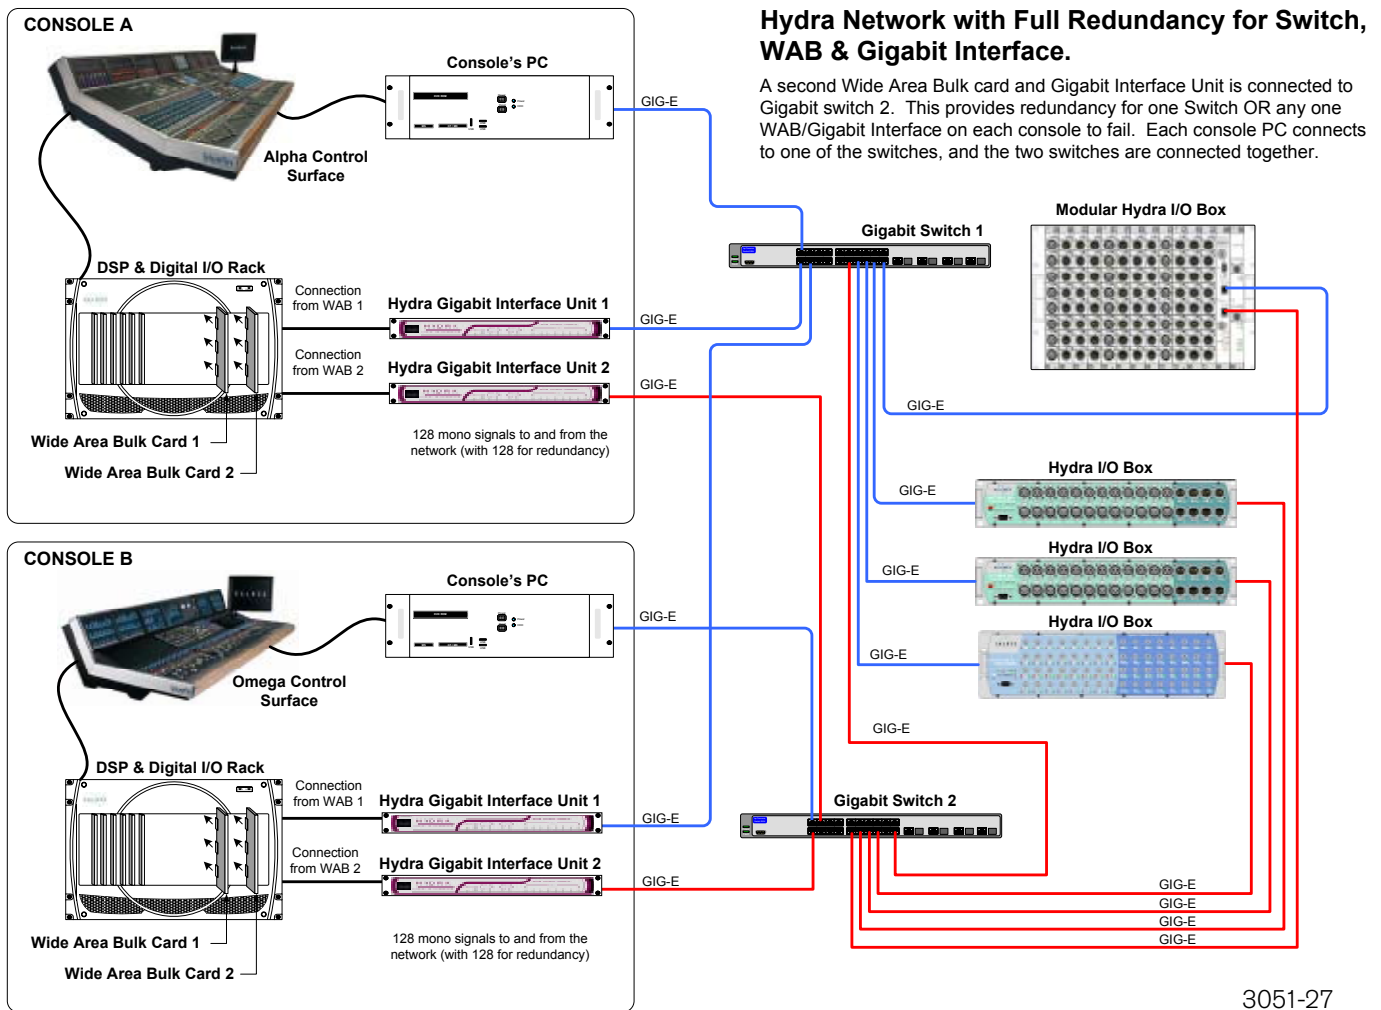 Hydra Network with Full Redundancy for Switch,
WAB & Gigabit Interface.
A second Wide Area Bulk card and Gigabit Interface Unit is connected to
Gigabit switch 2. This provides redundancy for one Switch OR any one
WAB/Gigabit Interface on each console to fail. Each console PC connects
to one of the switches, and the two switches are connected together.
CONSOLE A
Console's PC
GIG-E
Alpha Control
Surface
DSP & Digital I/O Rack
Connection
from WAB 1
Hydra Gigabit Interface Unit 1
GIG-E
Connection
from WAB 2
Hydra Gigabit Interface Unit 2
GIG-E
Wide Area Bulk Card 1
Wide Area Bulk Card 2
128 mono signals to and from the
network (with 128 for redundancy)
Gigabit Switch 1
Modular Hydra I/O Box
GIG-E
Hydra I/O Box
GIG-E
Hydra I/O Box
GIG-E
Hydra I/O Box
GIG-E
GIG-E
CONSOLE B
Console's PC
GIG-E
Omega Control
Surface
DSP & Digital I/O Rack
Connection
from WAB 1
Hydra Gigabit Interface Unit 1
GIG-E
Connection
from WAB 2
Hydra Gigabit Interface Unit 2
GIG-E
Wide Area Bulk Card 1
Wide Area Bulk Card 2
128 mono signals to and from the
network (with 128 for redundancy)
Gigabit Switch 2
GIG-E
GIG-E
GIG-E
GIG-E
3051-27